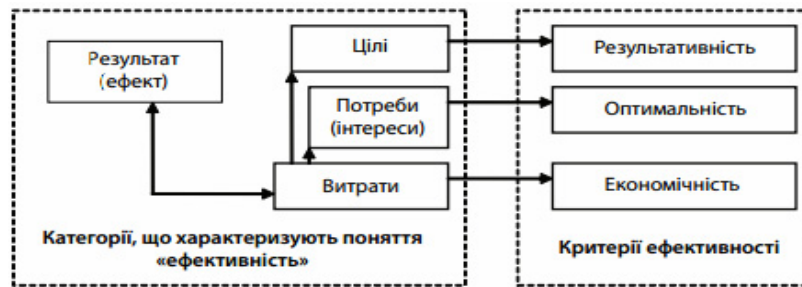 Результат
(ефект)
Цілі
Потреби
(інтереси)
Витрати
Категорії, що характеризують поняття
«ефективність»
Результативність
Оптимальність
Економічність
Критерії ефективності